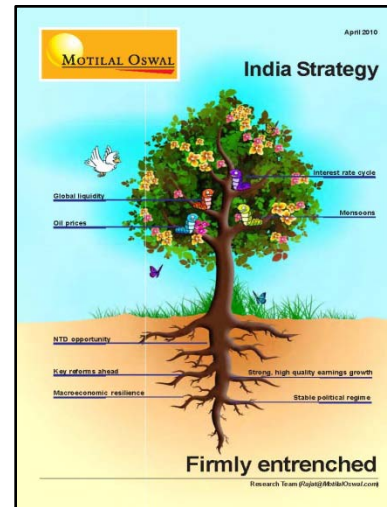 April 2010
MOTILAL OSWAL
India Strategy
Interest rate cycle
Global liquidity
Monsoons
Oil prices
NTD opportunity
Key reforms ahead
Strong, high quality earnings growth
Macroeconomic resilience
Stable political regime
Firmly entrenched
Research Team (Rajat@MotilalOswal.com)